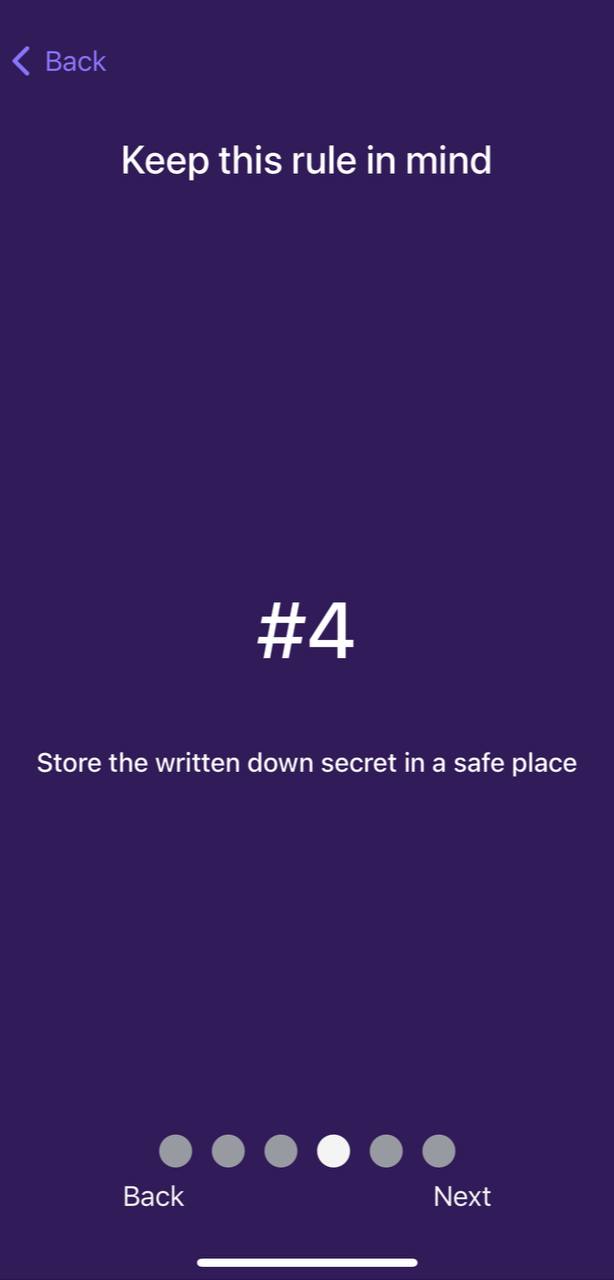 Back
Keep this rule in mind
#4
Store the written down secret in a safe place
Back
Next